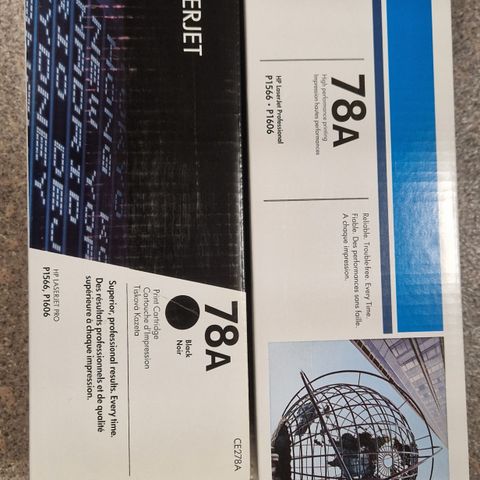 ERJET
78A
Print Cartridge
Cartouche d'Impression
Tisková Kazeta
Black
Noir
Superior, professional results. Every time.
Des résultats professionnels et de qualité
supérieure à chaque impression.
HP LASERJET PRO
P1566, P1606
CE278A
78A
High performance printing
Impression hautes performances
HP LaserJet Professional
P1566 • P1606
Reliable. Trouble-free. Every Time.
Fiable. Des performances sans faille.
A chaque impression.